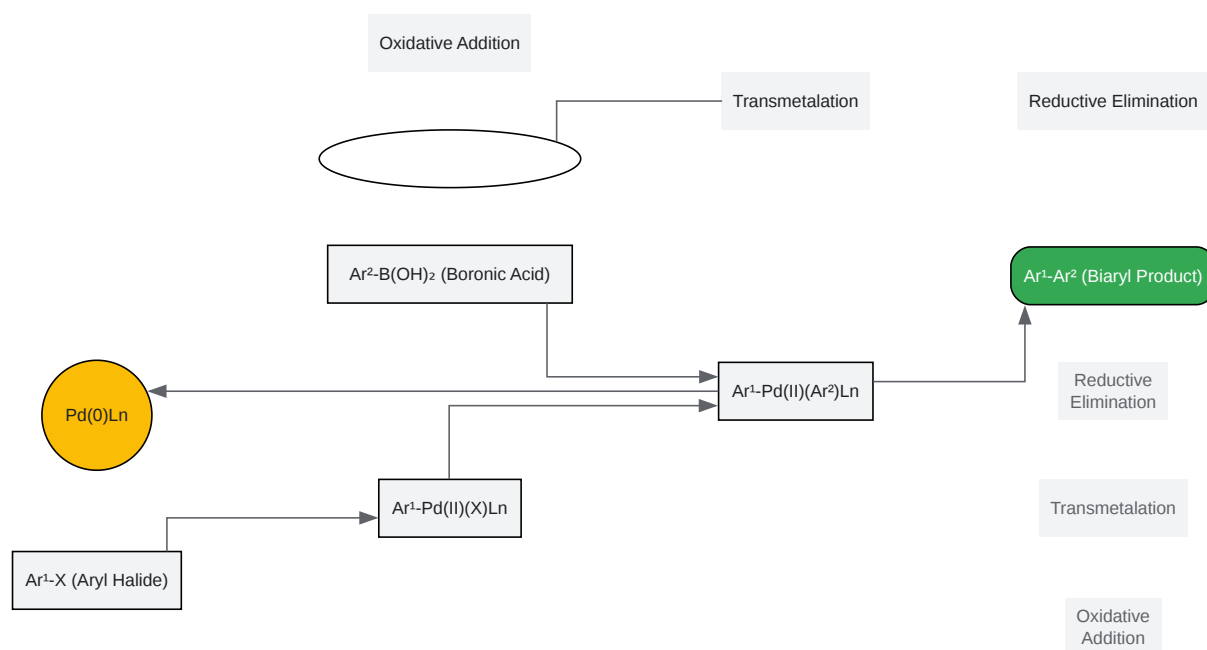 Oxidative Addition
Transmetalation
Reductive Elimination
Ar²-B(OH)₂ (Boronic Acid)
Ar¹-Ar² (Biaryl Product)
Pd(0)Ln
Ar¹-Pd(II)(Ar²)Ln
Reductive
Elimination
Ar¹-Pd(II)(X)Ln
Transmetalation
Ar¹-X (Aryl Halide)
Oxidative
Addition